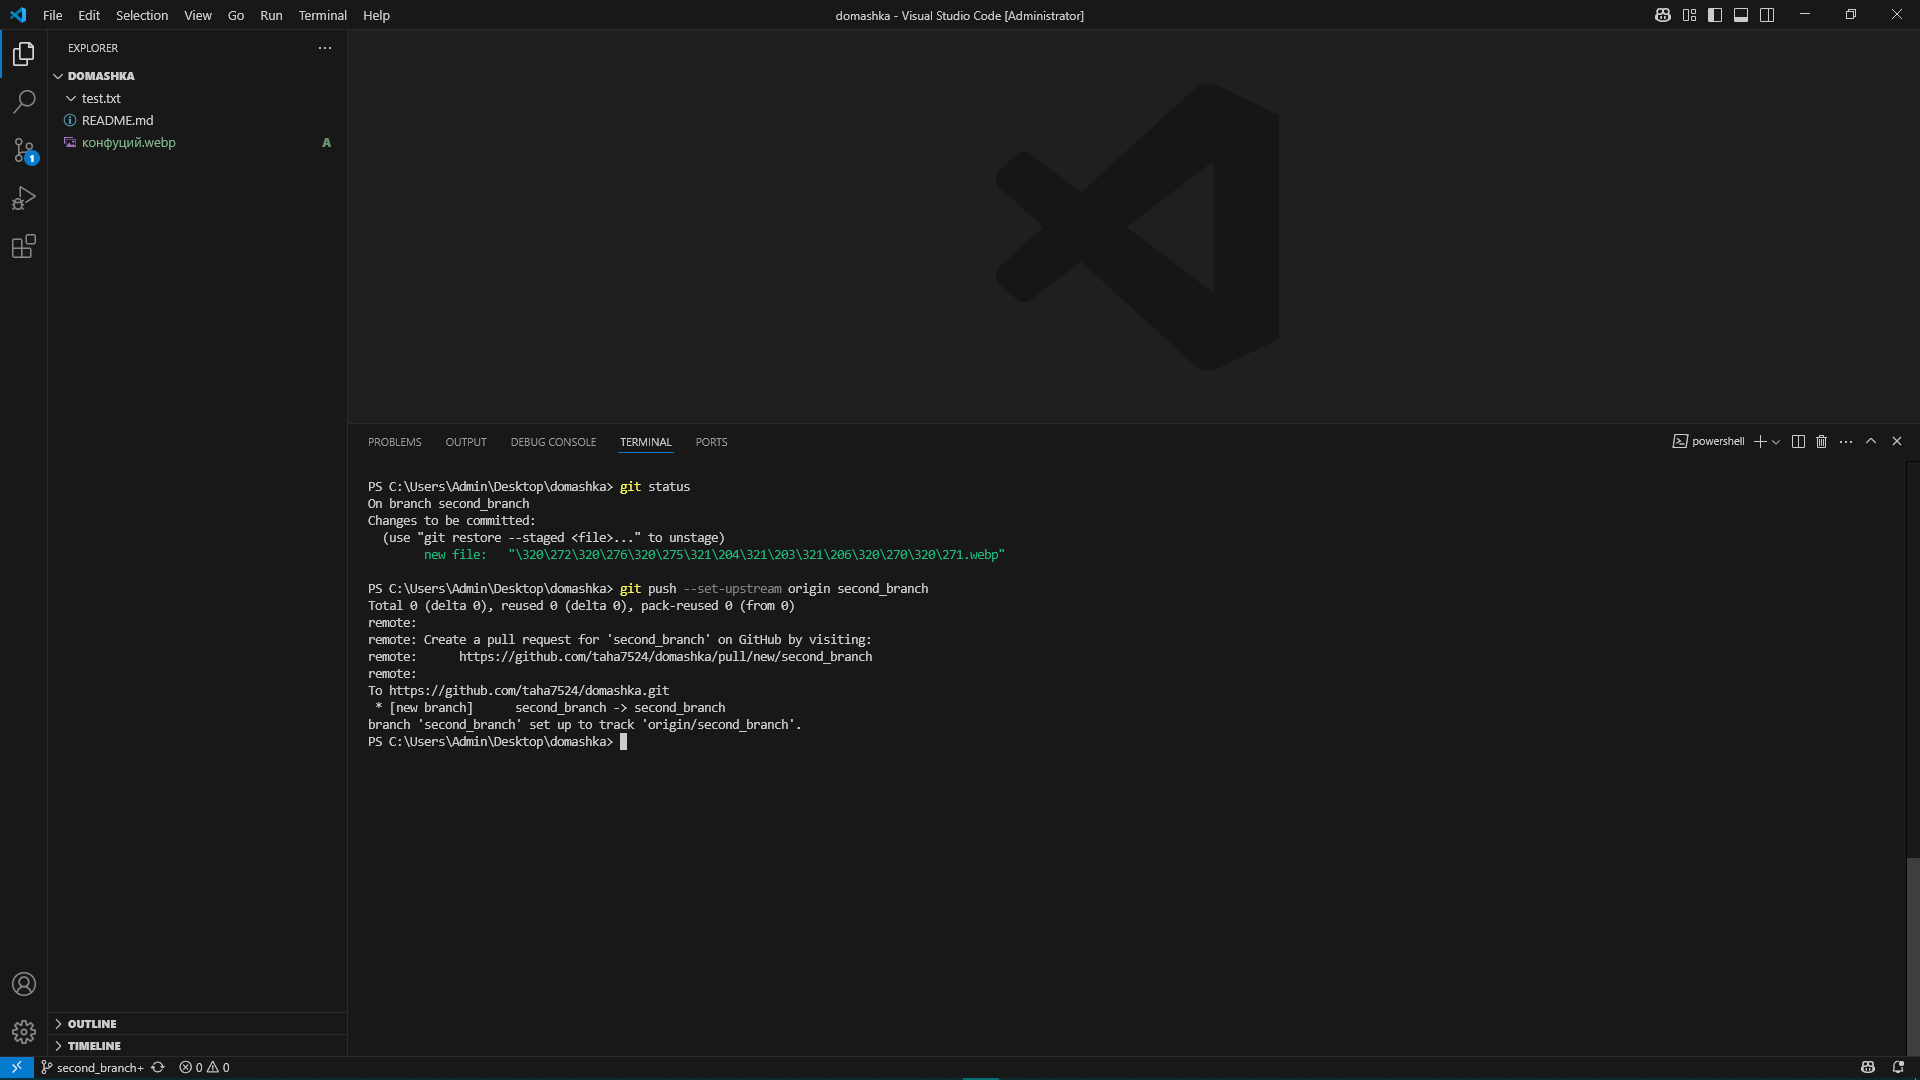 File Edit Selection View Go Run Terminal Help
domashka - Visual Studio Code [Administrator]
EXPLORER
DOMASHKA
test.txt
README.md
конфуций.webp A
1
PROBLEMS OUTPUT DEBUG CONSOLE TERMINAL PORTS
powershell
PS C:\Users\Admin\Desktop\domashka> git status
On branch second_branch
Changes to be committed:
(use "git restore --staged <file>..." to unstage)
new file: "\320\272\320\276\320\275\321\204\321\203\321\206\320\270\320\271.webp"
PS C:\Users\Admin\Desktop\domashka> git push --set-upstream origin second_branch
Total 0 (delta 0), reused 0 (delta 0), pack-reused 0 (from 0)
remote:
remote: Create a pull request for 'second_branch' on GitHub by visiting:
remote: https://github.com/taha7524/domashka/pull/new/second_branch
remote:
To https://github.com/taha7524/domashka.git
* [new branch] second_branch -> second_branch
branch 'second_branch' set up to track 'origin/second_branch'.
PS C:\Users\Admin\Desktop\domashka>
OUTLINE
TIMELINE
second_branch+ 0 0